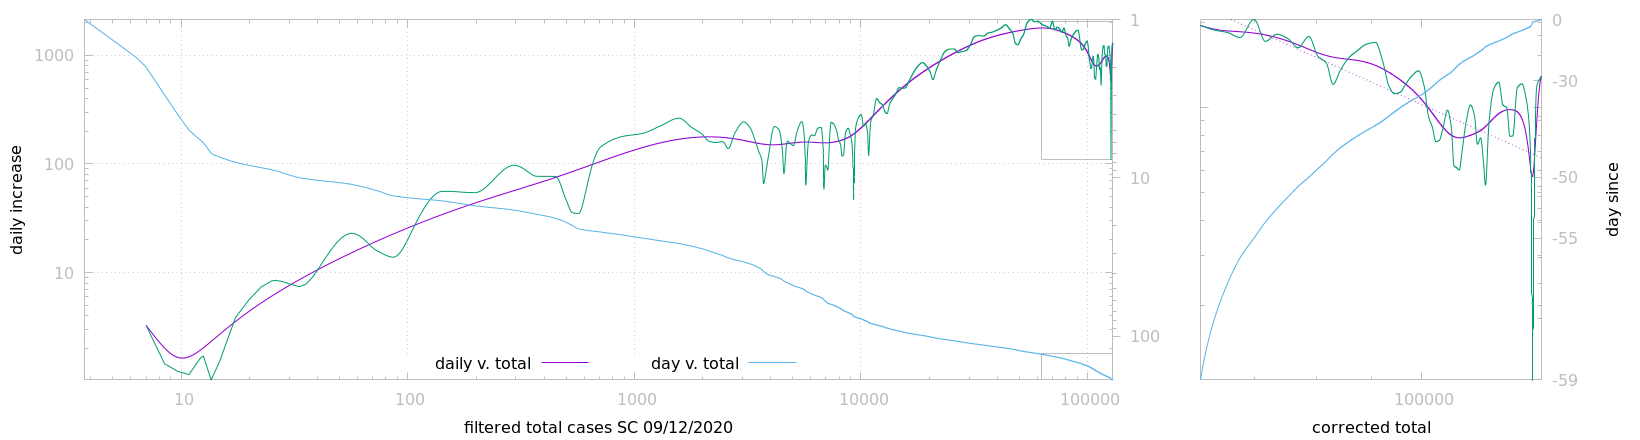 daily increase
1000
100
10
daily v. total
day v. total
10
100
1000
10000
100000
filtered total cases SC 09/12/2020
1
10
100
0
-30
-50
-55
-59
day since
100000
corrected total